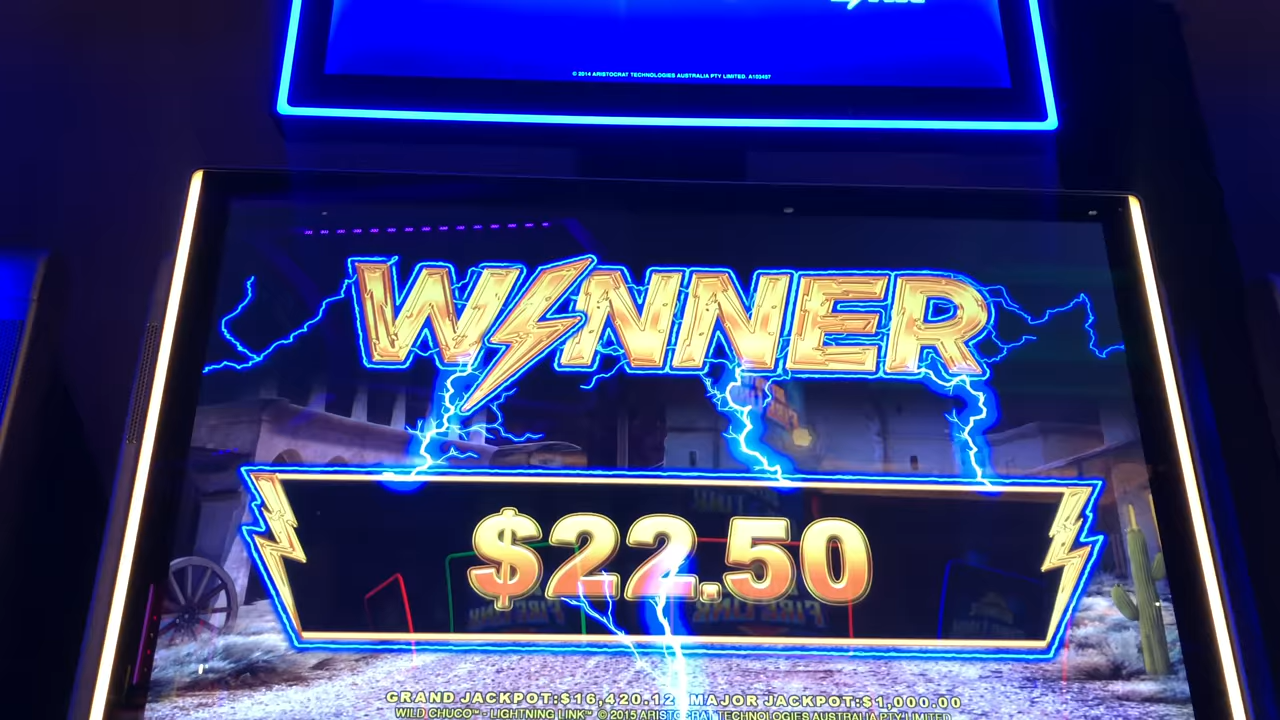 © 2014 ARISTOCRAT TECHNOLOGIES AUSTRALIA PTY LIMITED. A103457
WINNER
$22.50
GRAND JACKPOT:$16,420.12 MAJOR JACKPOT:$1,000.00
WILD CHUCO™ - LIGHTNING LINK™ © 2015 ARISTOCRAT TECHNOLOGIES AUSTRALIA PTY LIMITED